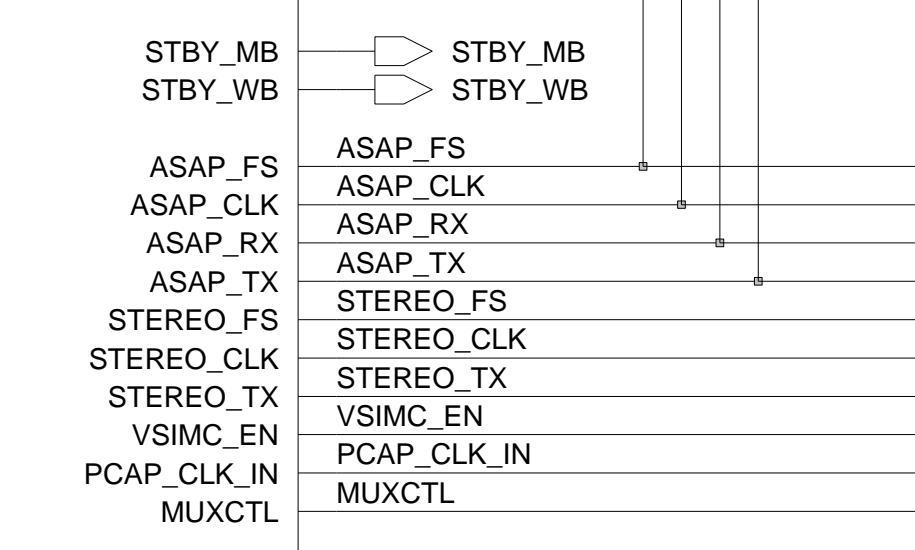 STBY_MB STBY_MB
STBY_WB STBY_WB
ASAP_FS ASAP_FS
ASAP_CLK ASAP_CLK
ASAP_RX ASAP_RX
ASAP_TX ASAP_TX
STEREO_FS STEREO_FS
STEREO_CLK STEREO_CLK
STEREO_TX STEREO_TX
VSIMC_EN VSIMC_EN
PCAP_CLK_IN PCAP_CLK_IN
MUXCTL MUXCTL